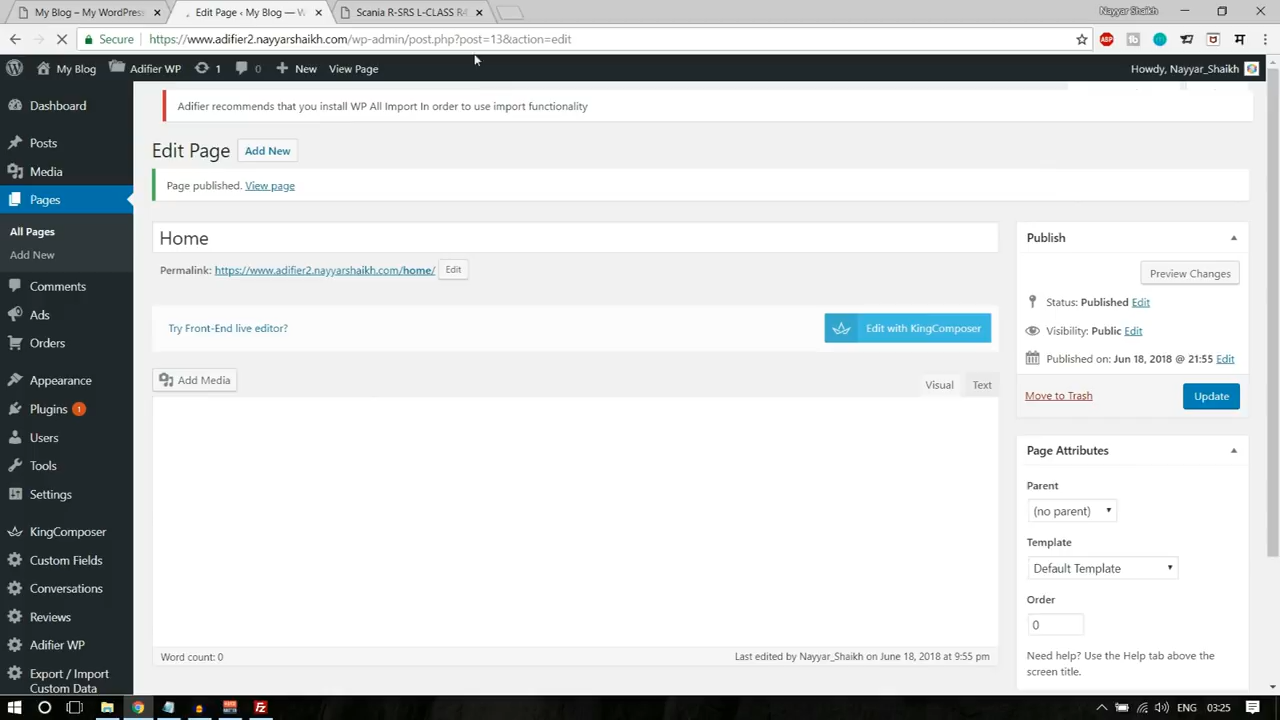 My Blog – My WordPress
Edit Page ‹ My Blog — W
Scania R-SRS L-CLASS R4
Nayyar Shaikh
Secure
https://www.adifier2.nayyarshaikh.com/wp-admin/post.php?post=13&action=edit
ABP
My Blog
Adifier WP
1
0
New
View Page
Howdy, Nayyar_Shaikh
Dashboard
Posts
Media
Pages
All Pages
Add New
Comments
Ads
Orders
Appearance
Plugins 1
Users
Tools
Settings
KingComposer
Custom Fields
Conversations
Reviews
Adifier WP
Export / Import
Custom Data
Adifier recommends that you install WP All Import In order to use import functionality
Edit Page
Add New
Page published. View page
Home
Permalink: https://www.adifier2.nayyarshaikh.com/home/
Edit
Try Front-End live editor?
Edit with KingComposer
Add Media
Visual
Text
Word count: 0
Last edited by Nayyar_Shaikh on June 18, 2018 at 9:55 pm
Publish
Preview Changes
Status: Published Edit
Visibility: Public Edit
Published on: Jun 18, 2018 @ 21:55 Edit
Move to Trash
Update
Page Attributes
Parent
(no parent)
Template
Default Template
Order
0
Need help? Use the Help tab above the
screen title.
ENG
03:25